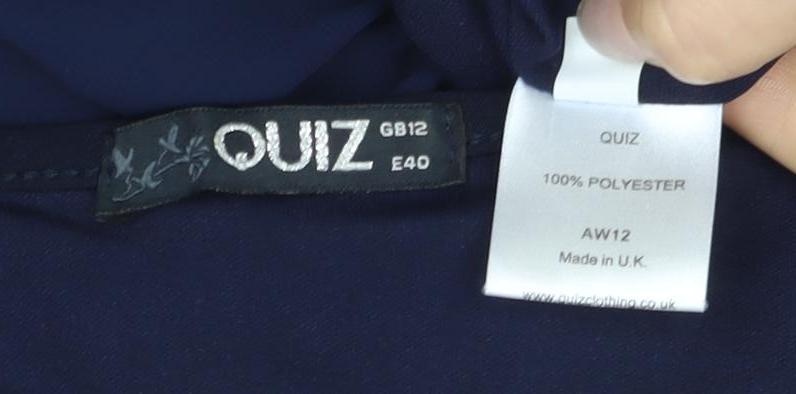 QUIZ
GB12
E40
QUIZ
100% POLYESTER
AW12
Made in U.K.
www.quizclothing.co.uk